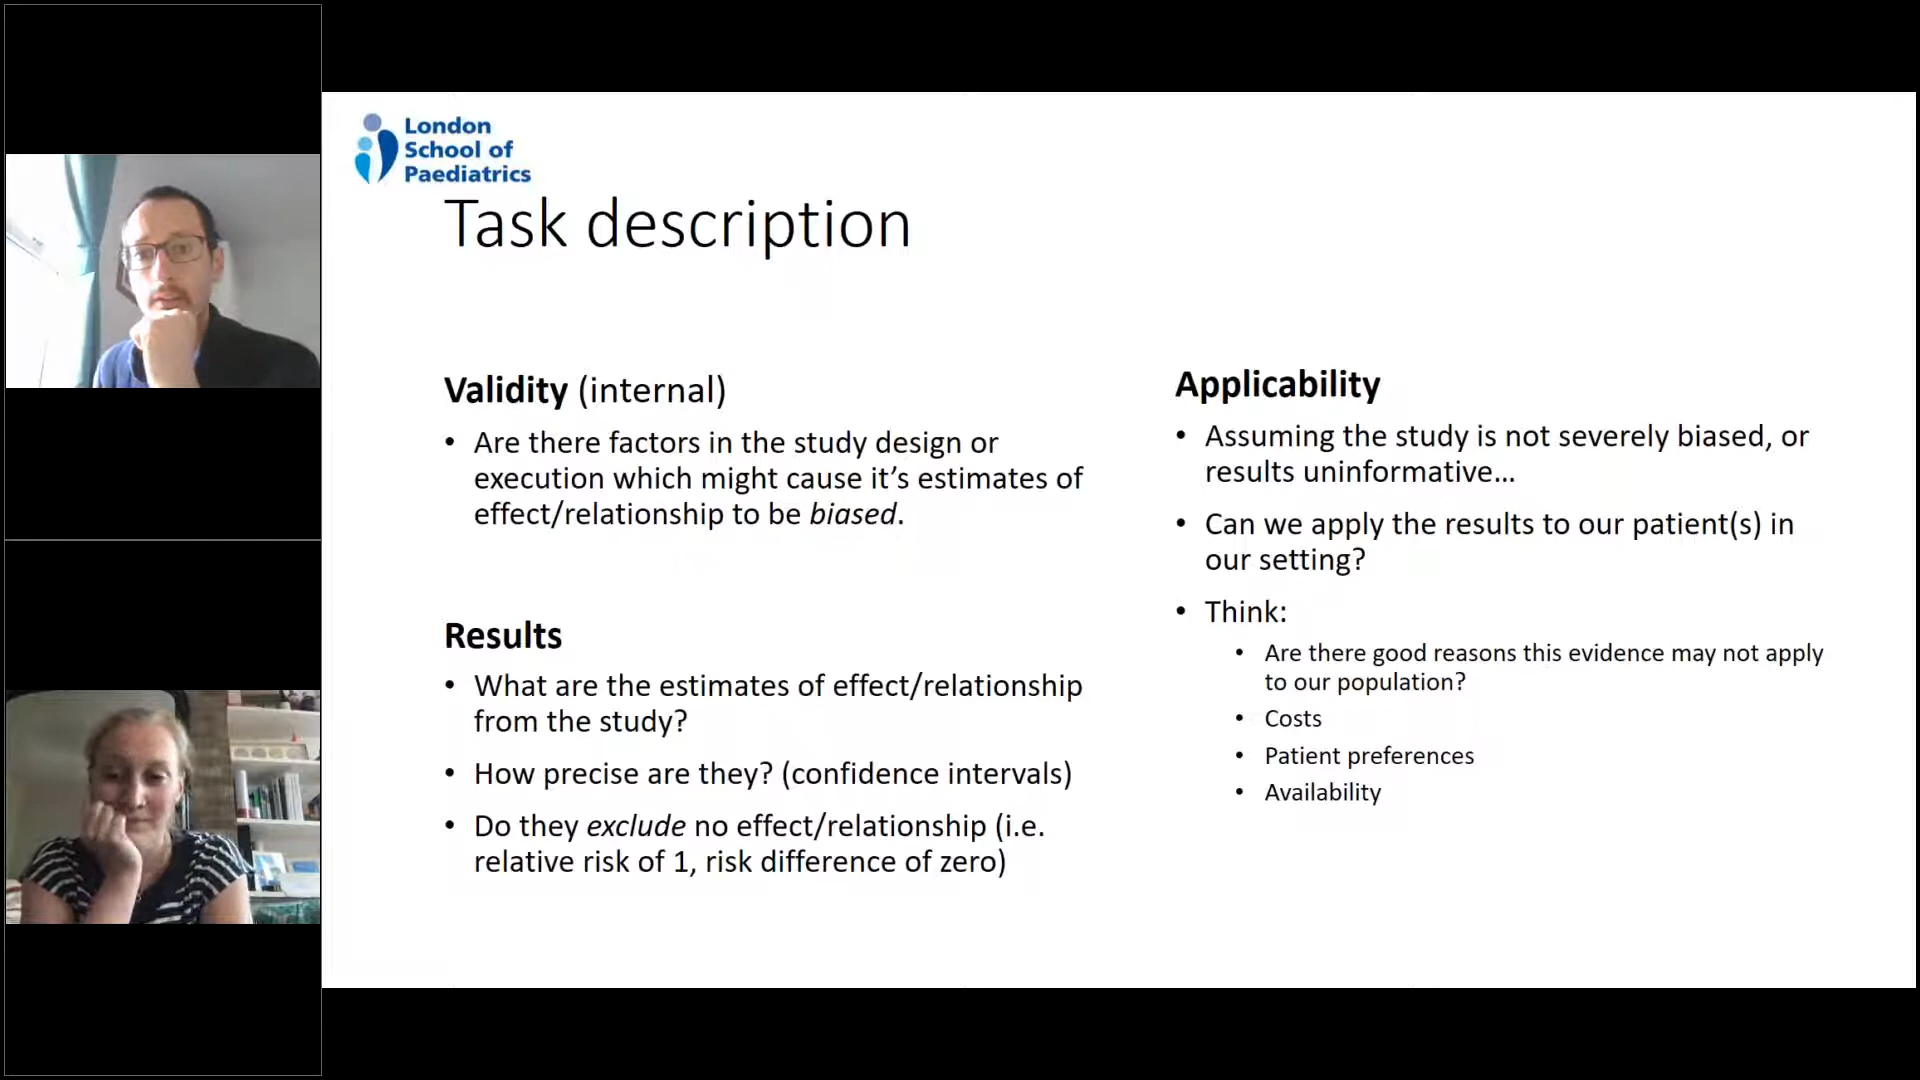 London
School of
Paediatrics
Task description
Validity (internal)
• Are there factors in the study design or
execution which might cause it’s estimates of
effect/relationship to be biased.
Results
• What are the estimates of effect/relationship
from the study?
• How precise are they? (confidence intervals)
• Do they exclude no effect/relationship (i.e.
relative risk of 1, risk difference of zero)
Applicability
• Assuming the study is not severely biased, or
results uninformative…
• Can we apply the results to our patient(s) in
our setting?
• Think:
• Are there good reasons this evidence may not apply
to our population?
• Costs
• Patient preferences
• Availability